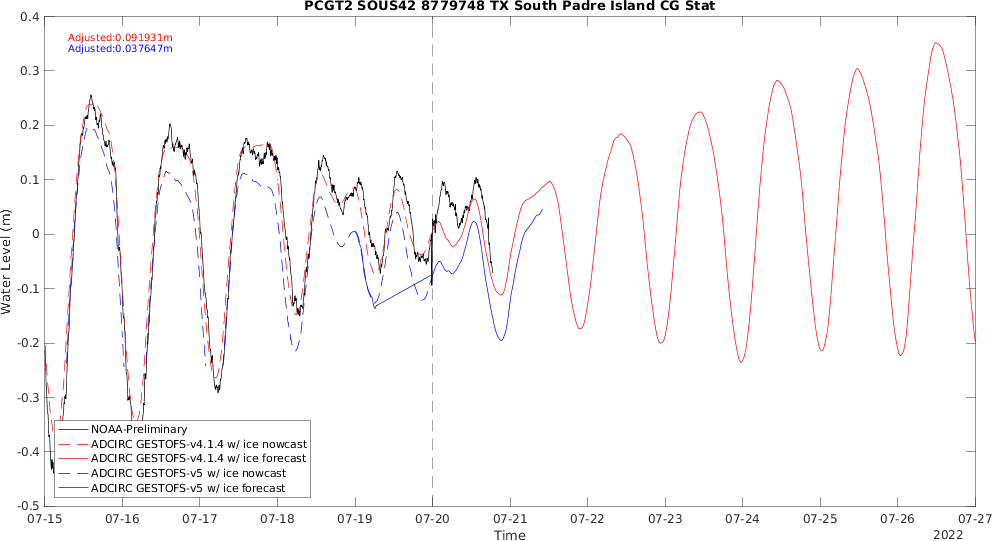 PCGT2 SOUS42 8779748 TX South Padre Island CG Stat
Adjusted:0.091931m
Adjusted:0.037647m
0.4
0.3
0.2
0.1
0
-0.1
-0.2
-0.3
-0.4
-0.5
Water Level (m)
NOAA-Preliminary
ADCIRC GESTOFS-v4.1.4 w/ ice nowcast
ADCIRC GESTOFS-v4.1.4 w/ ice forecast
ADCIRC GESTOFS-v5 w/ ice nowcast
ADCIRC GESTOFS-v5 w/ ice forecast
07-15 07-16 07-17 07-18 07-19 07-20 07-21 07-22 07-23 07-24 07-25 07-26 07-27
Time
2022